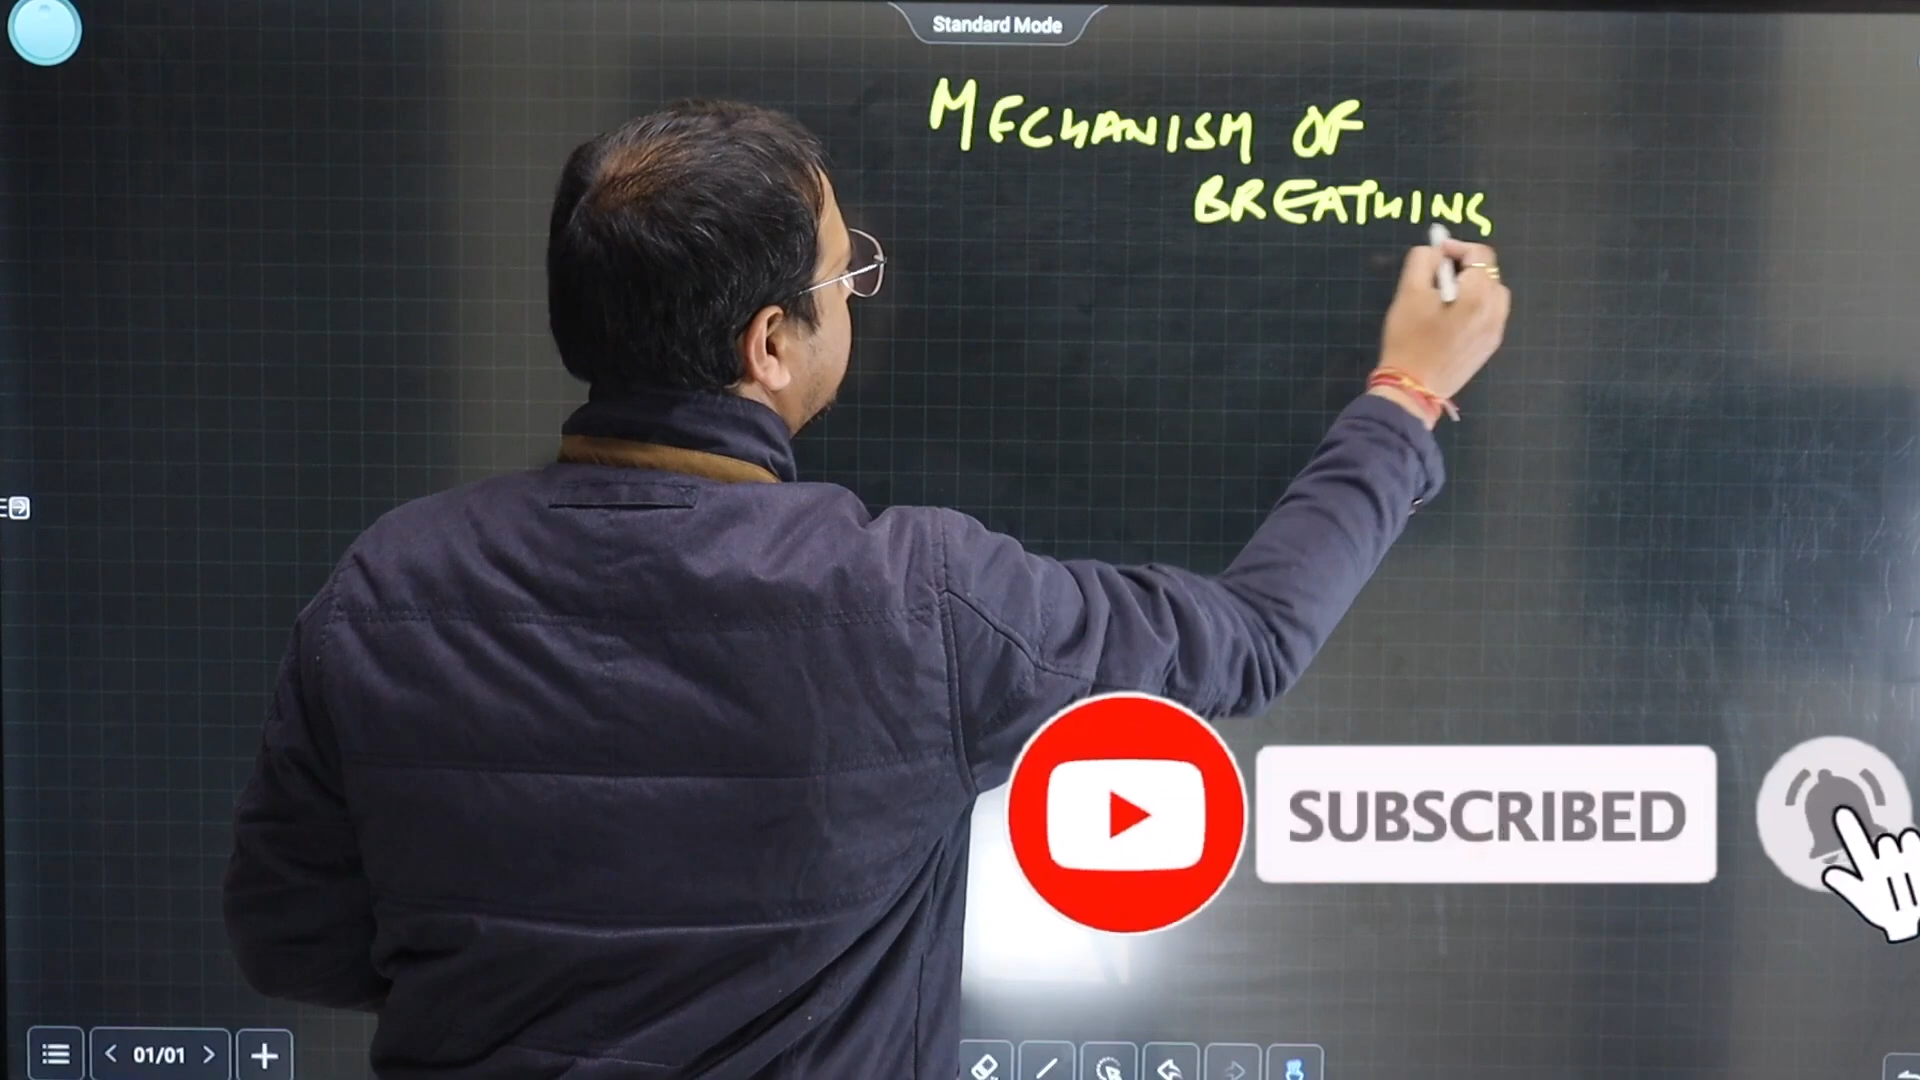 Standard Mode
MECHANISM OF
BREATHING
SUBSCRIBED
01/01